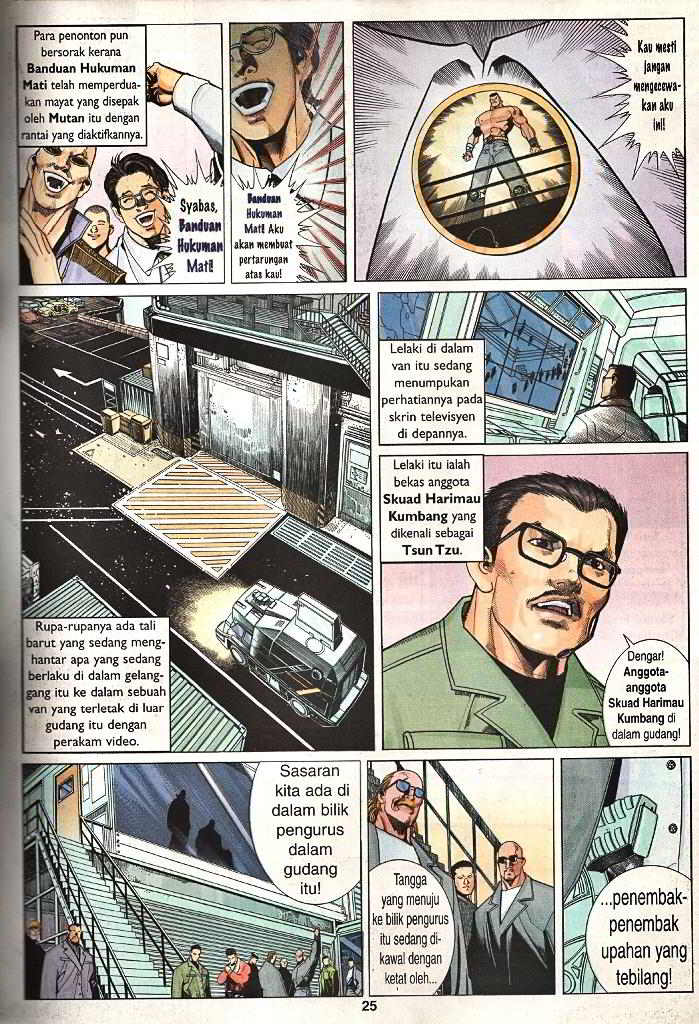 Para penonton pun
bersorak kerana
Banduan Hukuman
Mati telah memperdua-
kan mayat yang disepak
oleh Mutan itu dengan
rantai yang diaktifkannya.
Syabas,
Banduan
Hukuman
Mati!
Banduan
Hukuman
Mati! Aku
akan membuat
pertarungan
atas kau!
Kau mesti
jangan
mengecewa-
kan aku
ini!
Rupa-rupanya ada tali
barut yang sedang meng-
hantar apa yang sedang
berlaku di dalam gelang-
gang itu ke dalam sebuah
van yang terletak di luar
gudang itu dengan
perakam video.
Lelaki di dalam
van itu sedang
menumpukan
perhatiannya pada
skrin televisyen
di depannya.
Lelaki itu ialah
bekas anggota
Skuad Harimau
Kumbang yang
dikenali sebagai
Tsun Tzu.
Dengar!
Anggota-
anggota
Skuad Harimau
Kumbang di
dalam gudang!
Sasaran
kita ada di
dalam bilik
pengurus
dalam
gudang
itu!
Tangga
yang menuju
ke bilik pengurus
itu sedang di-
kawal dengan
ketat oleh...
...penembak-
penembak
upahan yang
terbilang!
25